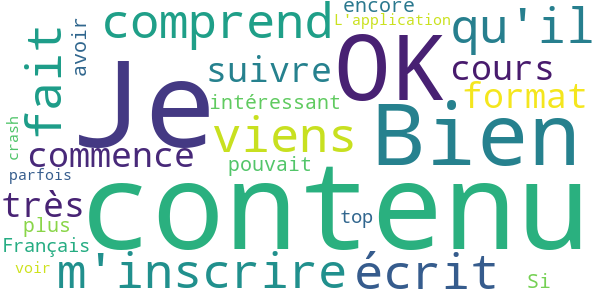 encore
L'application
comprend
qu'il
avoir
fait
Je
OK
suivre
cours
format
intéressant
Bien
viens
crash
commence
pouvait
parfois
contenu
très
plus
top
Français
voir
m'inscrire
écrit
Si